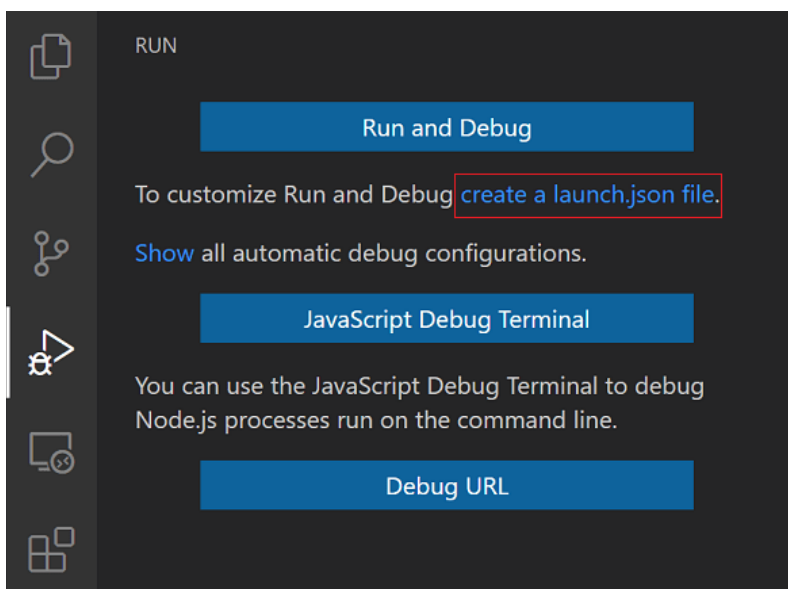 RUN
Run and Debug
To customize Run and Debug create a launch.json file.
Show all automatic debug configurations.
JavaScript Debug Terminal
You can use the JavaScript Debug Terminal to debug
Node.js processes run on the command line.
Debug URL